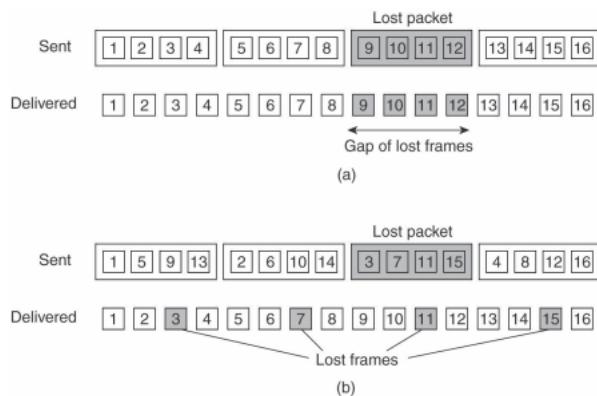 Lost packet
Sent 1 2 3 4 5 6 7 8 9 10 11 12 13 14 15 16
Delivered 1 2 3 4 5 6 7 8 9 10 11 12 13 14 15 16
Gap of lost frames
(a)
Lost packet
Sent 1 5 9 13 2 6 10 14 3 7 11 15 4 8 12 16
Delivered 1 2 3 4 5 6 7 8 9 10 11 12 13 14 15 16
Lost frames
(b)